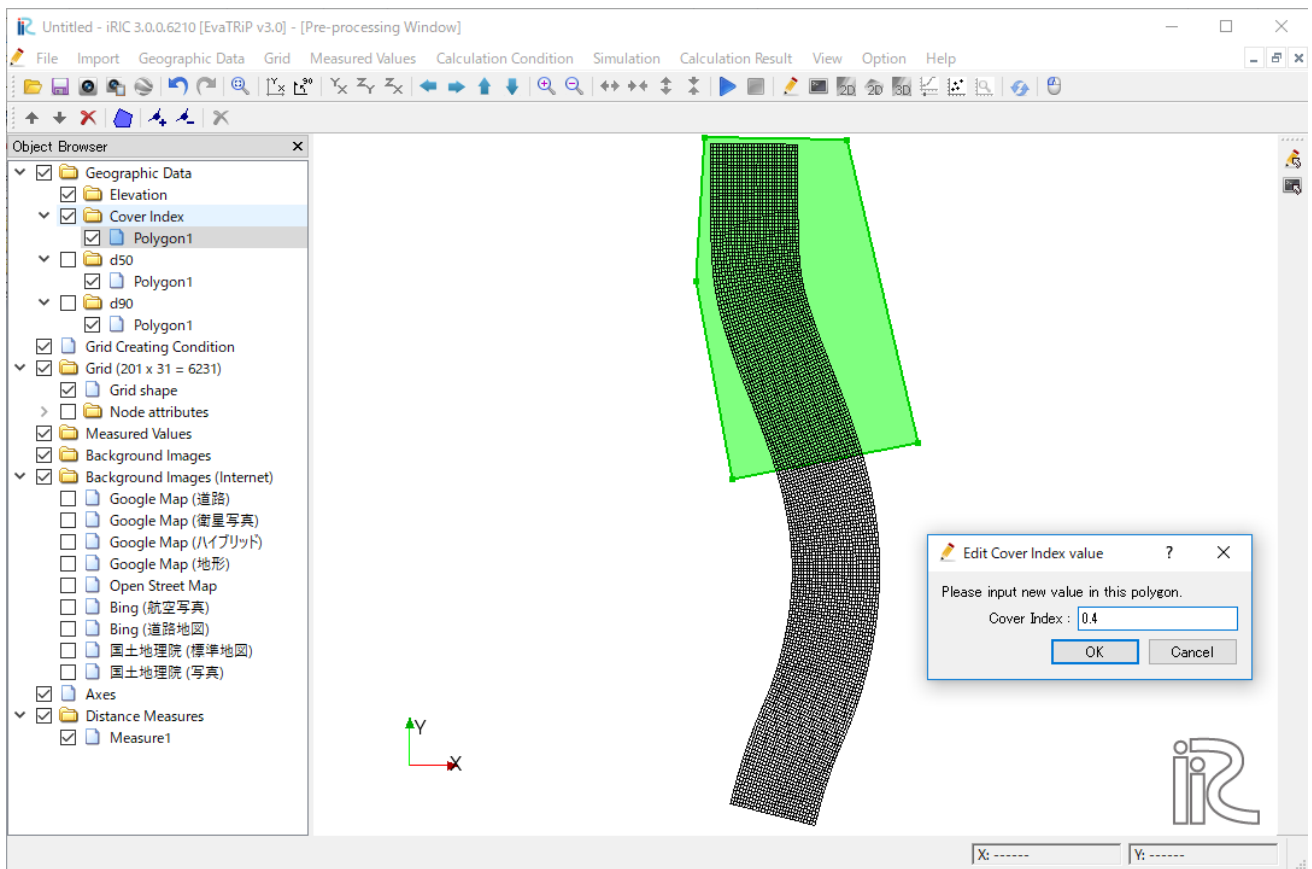 Untitled - iRIC 3.0.0.6210 [EvaTRiP v3.0] - [Pre-processing Window]
File Import Geographic Data Grid Measured Values Calculation Condition Simulation Calculation Result View Option Help
Object Browser
Geographic Data
Elevation
Cover Index
Polygon1
d50
Polygon1
d90
Polygon1
Grid Creating Condition
Grid (201 x 31 = 6231)
Grid shape
Node attributes
Measured Values
Background Images
Background Images (Internet)
Google Map (道路)
Google Map (衛星写真)
Google Map (ハイブリッド)
Google Map (地形)
Open Street Map
Bing (航空写真)
Bing (道路地図)
国土地理院 (標準地図)
国土地理院 (写真)
Axes
Distance Measures
Measure1
Y
X
Edit Cover Index value
Please input new value in this polygon.
Cover Index : 0.4
OK Cancel
iRIC
X: ------ Y: ------